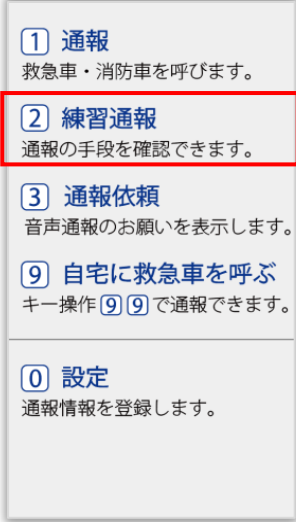 1 通報
救急車・消防車を呼びます。
2 練習通報
通報の手段を確認できます。
3 通報依頼
音声通報のお願いを表示します。
9 自宅に救急車を呼ぶ
キー操作99で通報できます。
0 設定
通報情報を登録します。